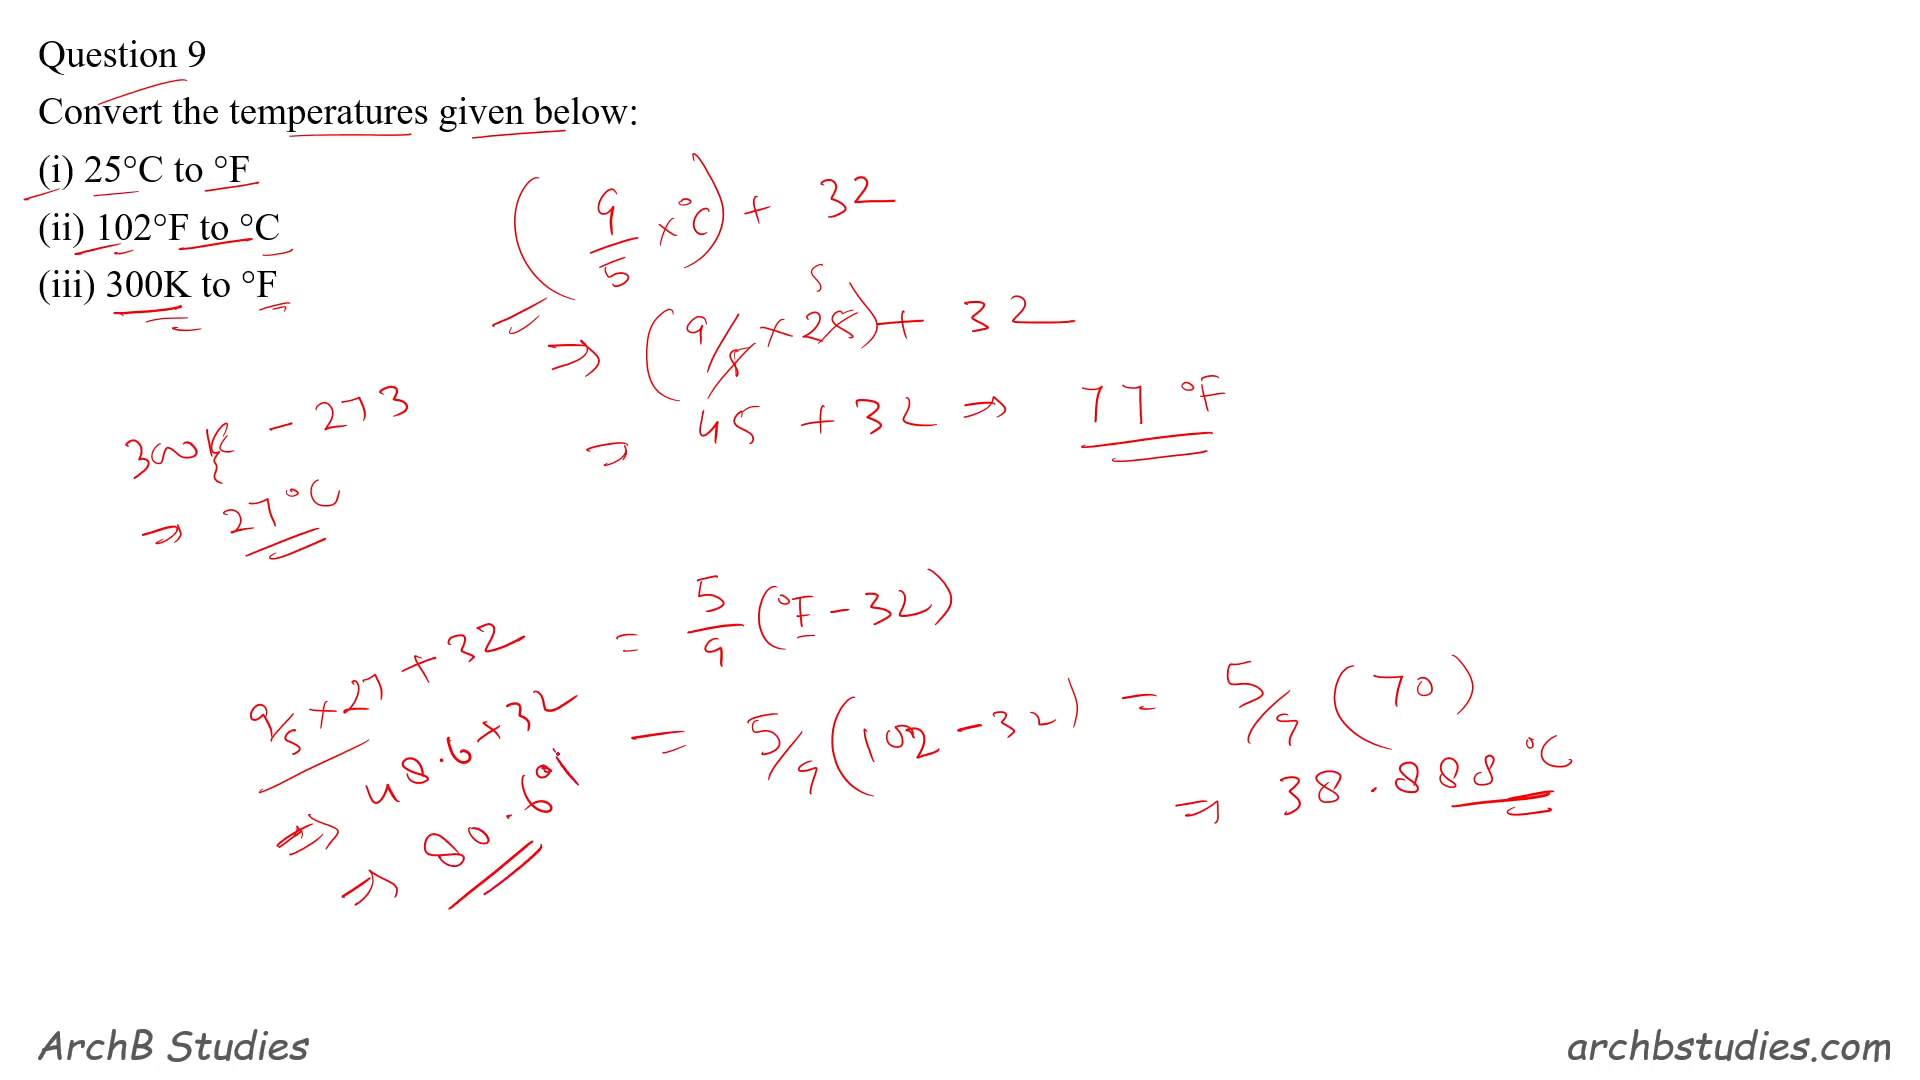 Question 9
Convert the temperatures given below:
(i) 25°C to °F
(ii) 102°F to °C
(iii) 300K to °F
(9/5 × °C) + 32
⇒ (9/5 × 25) + 32
5
⇒ 45 + 32 ⇒ 77 °F
300K - 273
⇒ 27°C
= 5/9 (°F - 32)
= 5/9 (102 - 32) = 5/9 (70)
⇒ 38.888 °C
9/5 × 27 + 32
⇒ 48.6 + 32
⇒ 80.6°
ArchB Studies
archbstudies.com